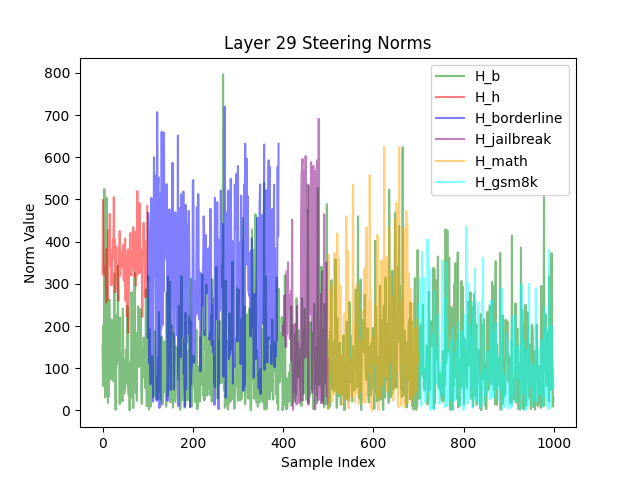 Layer 29 Steering Norms
Norm Value
800
700
600
500
400
300
200
100
0
0 200 400 600 800 1000
Sample Index
H_b
H_h
H_borderline
H_jailbreak
H_math
H_gsm8k